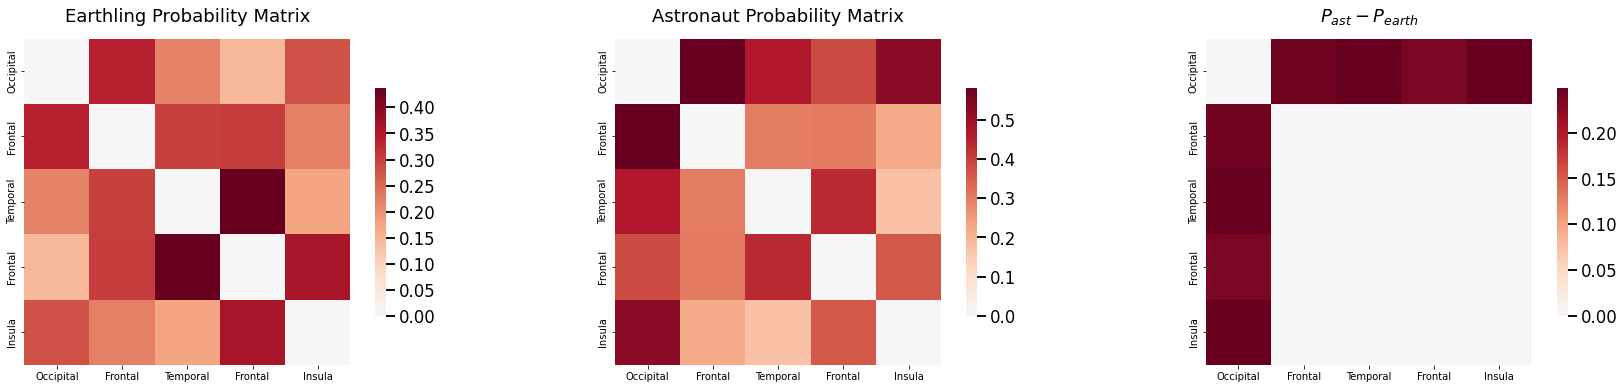 Earthling Probability Matrix
Occipital
Frontal
Temporal
Frontal
Insula
Occipital Frontal Temporal Frontal Insula
0.40
0.35
0.30
0.25
0.20
0.15
0.10
0.05
0.00
Astronaut Probability Matrix
Occipital
Frontal
Temporal
Frontal
Insula
Occipital Frontal Temporal Frontal Insula
0.5
0.4
0.3
0.2
0.1
0.0
P_{ast} − P_{earth}
Occipital
Frontal
Temporal
Frontal
Insula
Occipital Frontal Temporal Frontal Insula
0.20
0.15
0.10
0.05
0.00